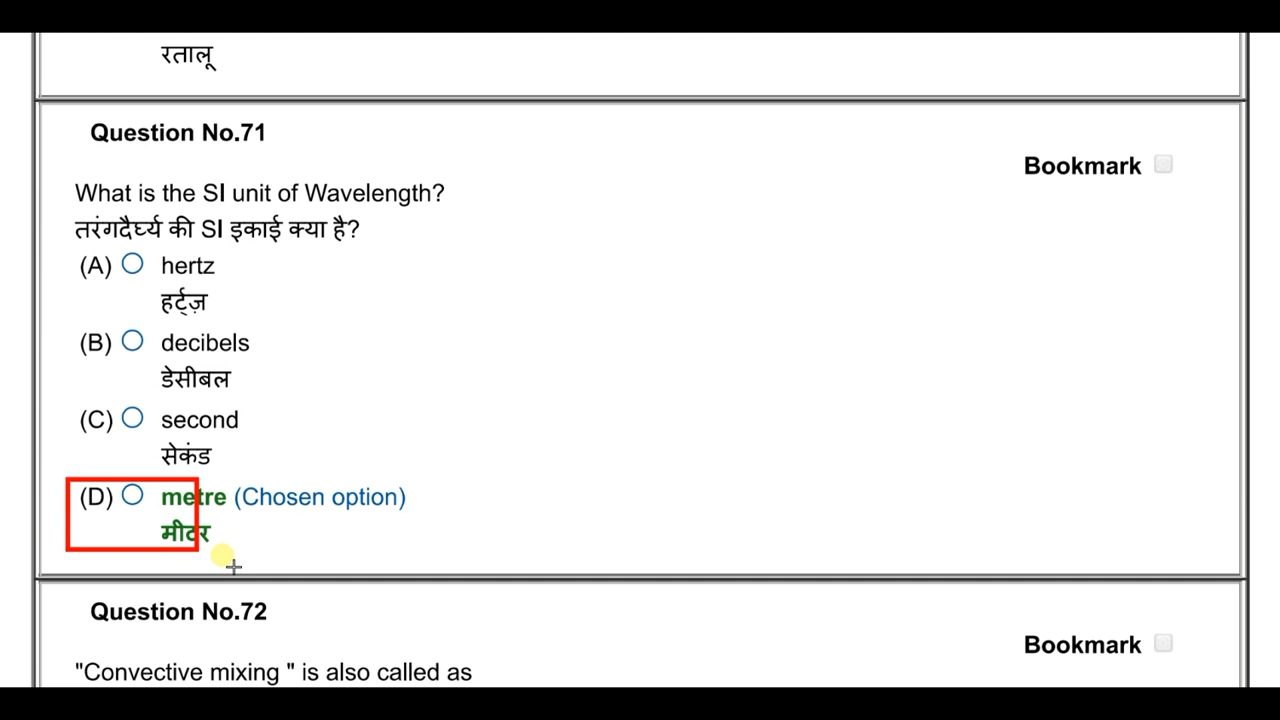 रतालू
Question No.71
Bookmark
What is the SI unit of Wavelength?
तरंगदैर्घ्य की SI इकाई क्या है?
(A) hertz
हर्ट्ज़
(B) decibels
डेसीबल
(C) second
सेकंड
(D) metre (Chosen option)
मीटर
Question No.72
Bookmark
"Convective mixing " is also called as